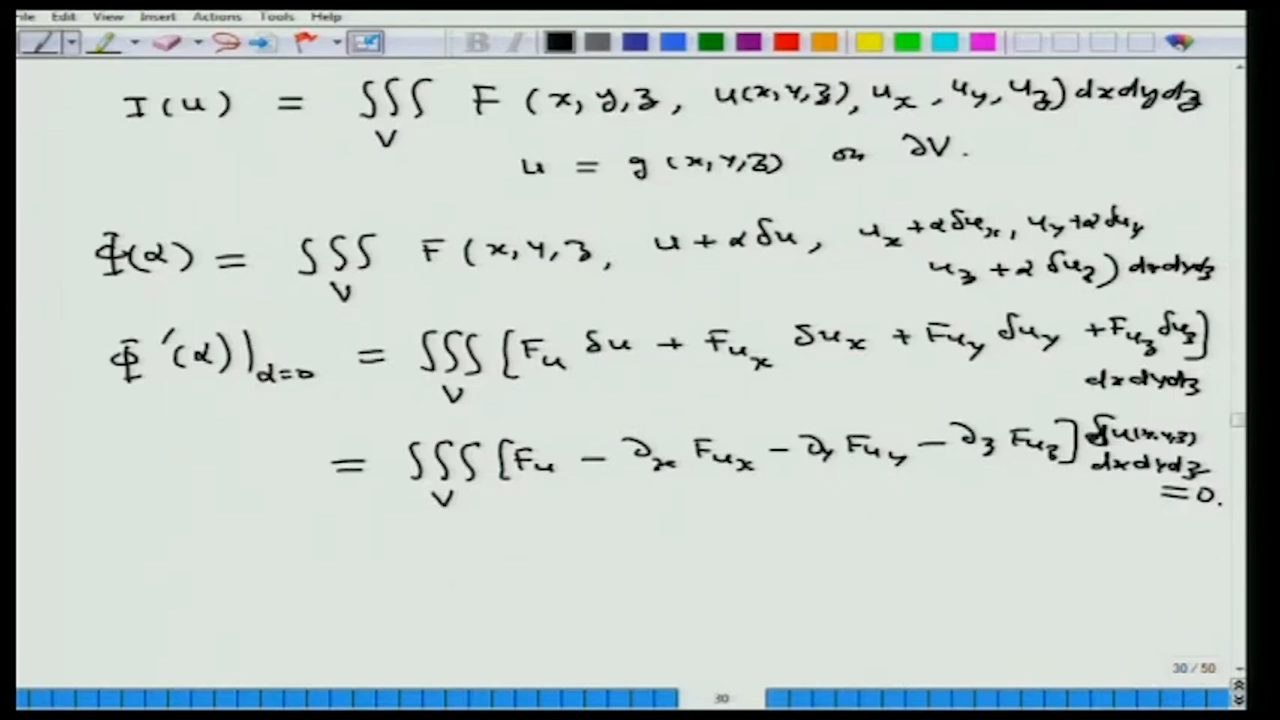 File Edit View Insert Actions Tools Help
B I
I(u) = ∫∫∫_V F(x,y,z, u(x,y,z), u_x, u_y, u_z) dxdydz
u = g(x,y,z) on ∂V.
Φ(α) = ∫∫∫_V F(x,y,z, u+αδu, u_x+αδu_x, u_y+αδu_y
u_z+αδu_z) dxdydz
Φ'(α)|_{α=0} = ∫∫∫_V [F_u δu + F_{u_x} δu_x + F_{u_y} δu_y + F_{u_z} δu_z]
dxdydz
= ∫∫∫_V [F_u - ∂_x F_{u_x} - ∂_y F_{u_y} - ∂_z F_{u_z}] δu(x,y,z)
dxdydz
= 0.
30 / 50
30